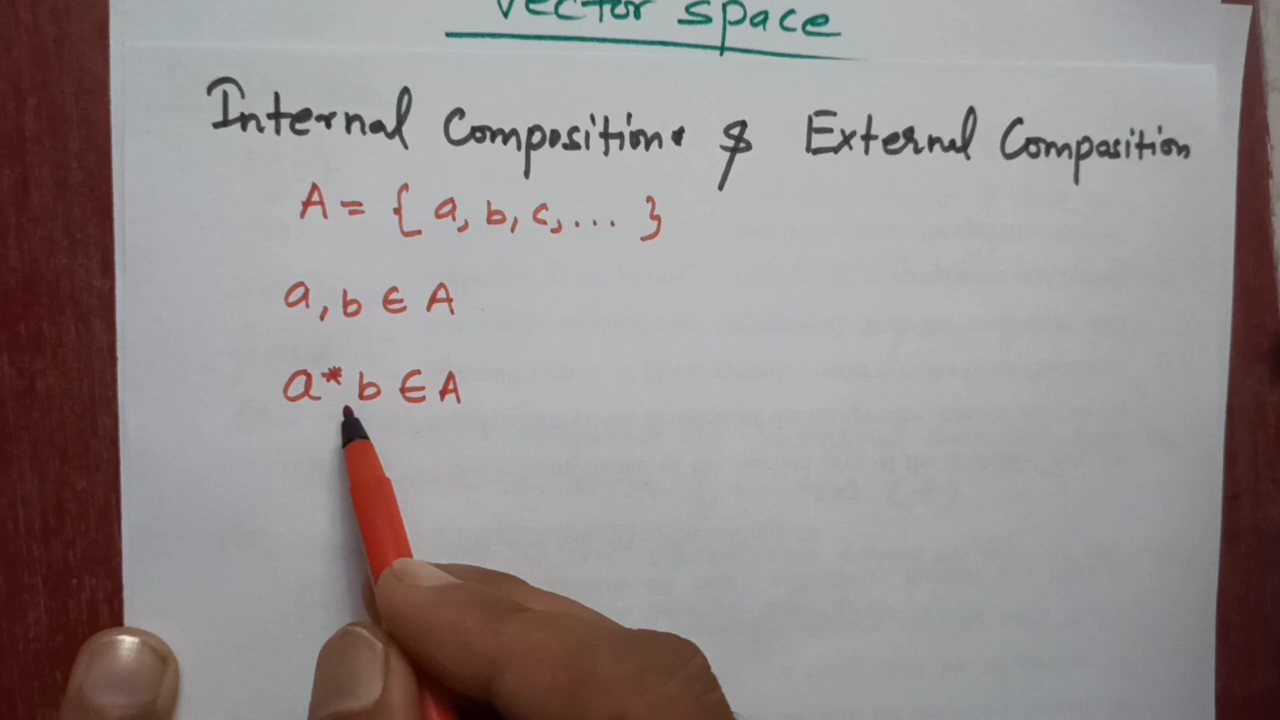 Vector space
Internal Composition & External Composition
A = { a, b, c, ... }
a, b ∈ A
a * b ∈ A